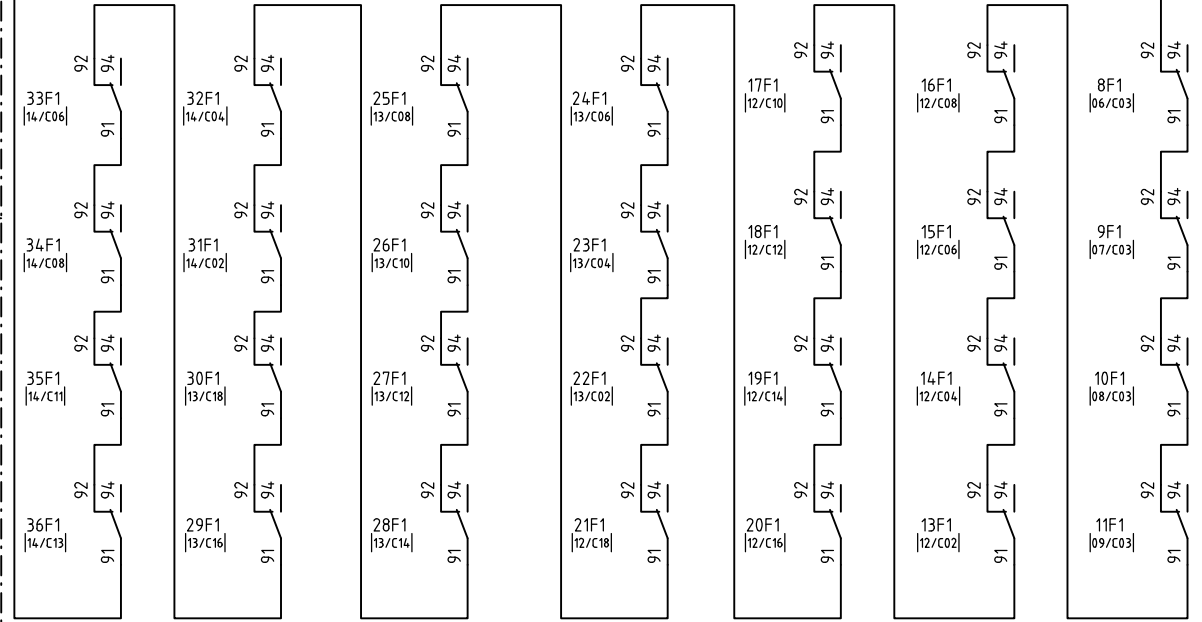 92 94
33F1
|14/C06|
91
92 94
32F1
|14/C04|
91
92 94
25F1
|13/C08|
91
92 94
24F1
|13/C06|
91
92 94
17F1
|12/C10|
91
92 94
16F1
|12/C08|
91
92 94
8F1
|06/C03|
91
92 94
34F1
|14/C08|
91
92 94
31F1
|14/C02|
91
92 94
26F1
|13/C10|
91
92 94
23F1
|13/C04|
91
92 94
18F1
|12/C12|
91
92 94
15F1
|12/C06|
91
92 94
9F1
|07/C03|
91
92 94
35F1
|14/C11|
91
92 94
30F1
|13/C18|
91
92 94
27F1
|13/C12|
91
92 94
22F1
|13/C02|
91
92 94
19F1
|12/C14|
91
92 94
14F1
|12/C04|
91
92 94
10F1
|08/C03|
91
92 94
36F1
|14/C13|
91
92 94
29F1
|13/C16|
91
92 94
28F1
|13/C14|
91
92 94
21F1
|12/C18|
91
92 94
20F1
|12/C16|
91
92 94
13F1
|12/C02|
91
92 94
11F1
|09/C03|
91